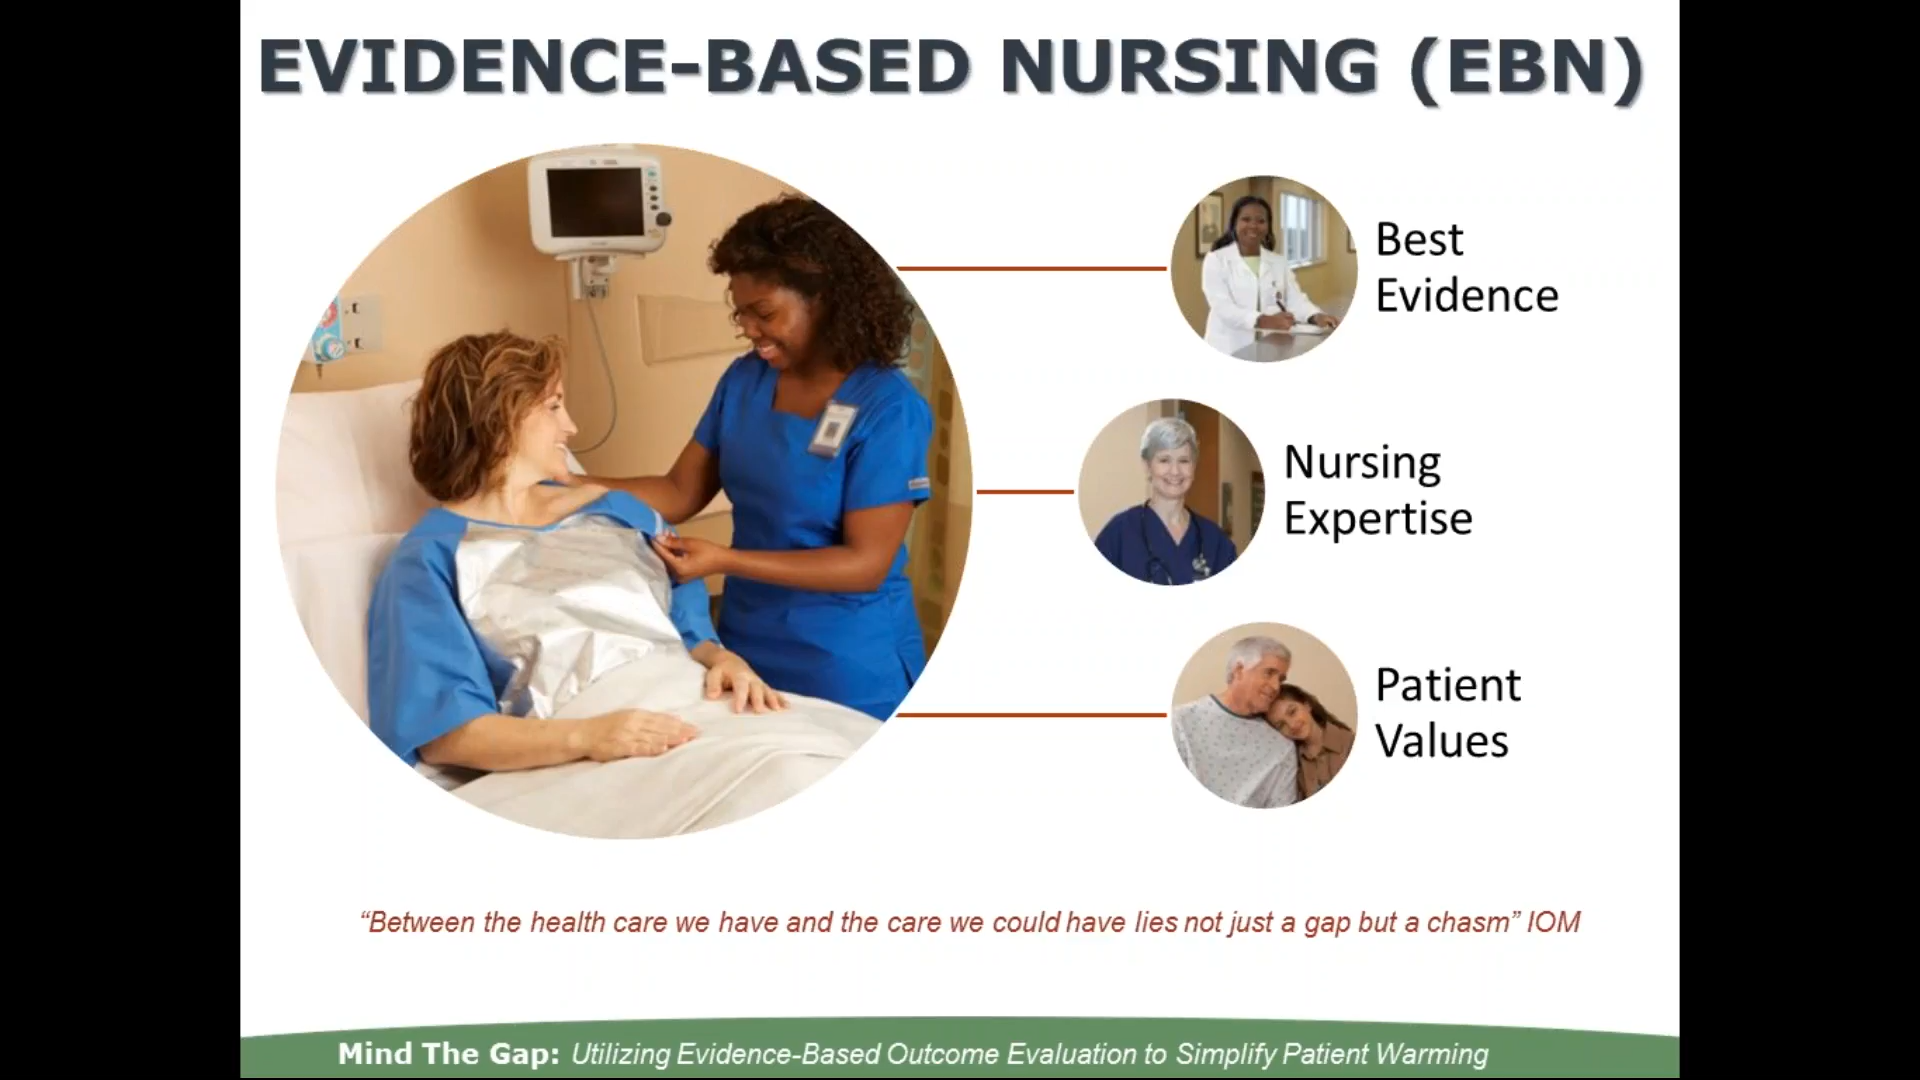 EVIDENCE-BASED NURSING (EBN)
Best
Evidence
Nursing
Expertise
Patient
Values
“Between the health care we have and the care we could have lies not just a gap but a chasm” IOM
Mind The Gap: Utilizing Evidence-Based Outcome Evaluation to Simplify Patient Warming